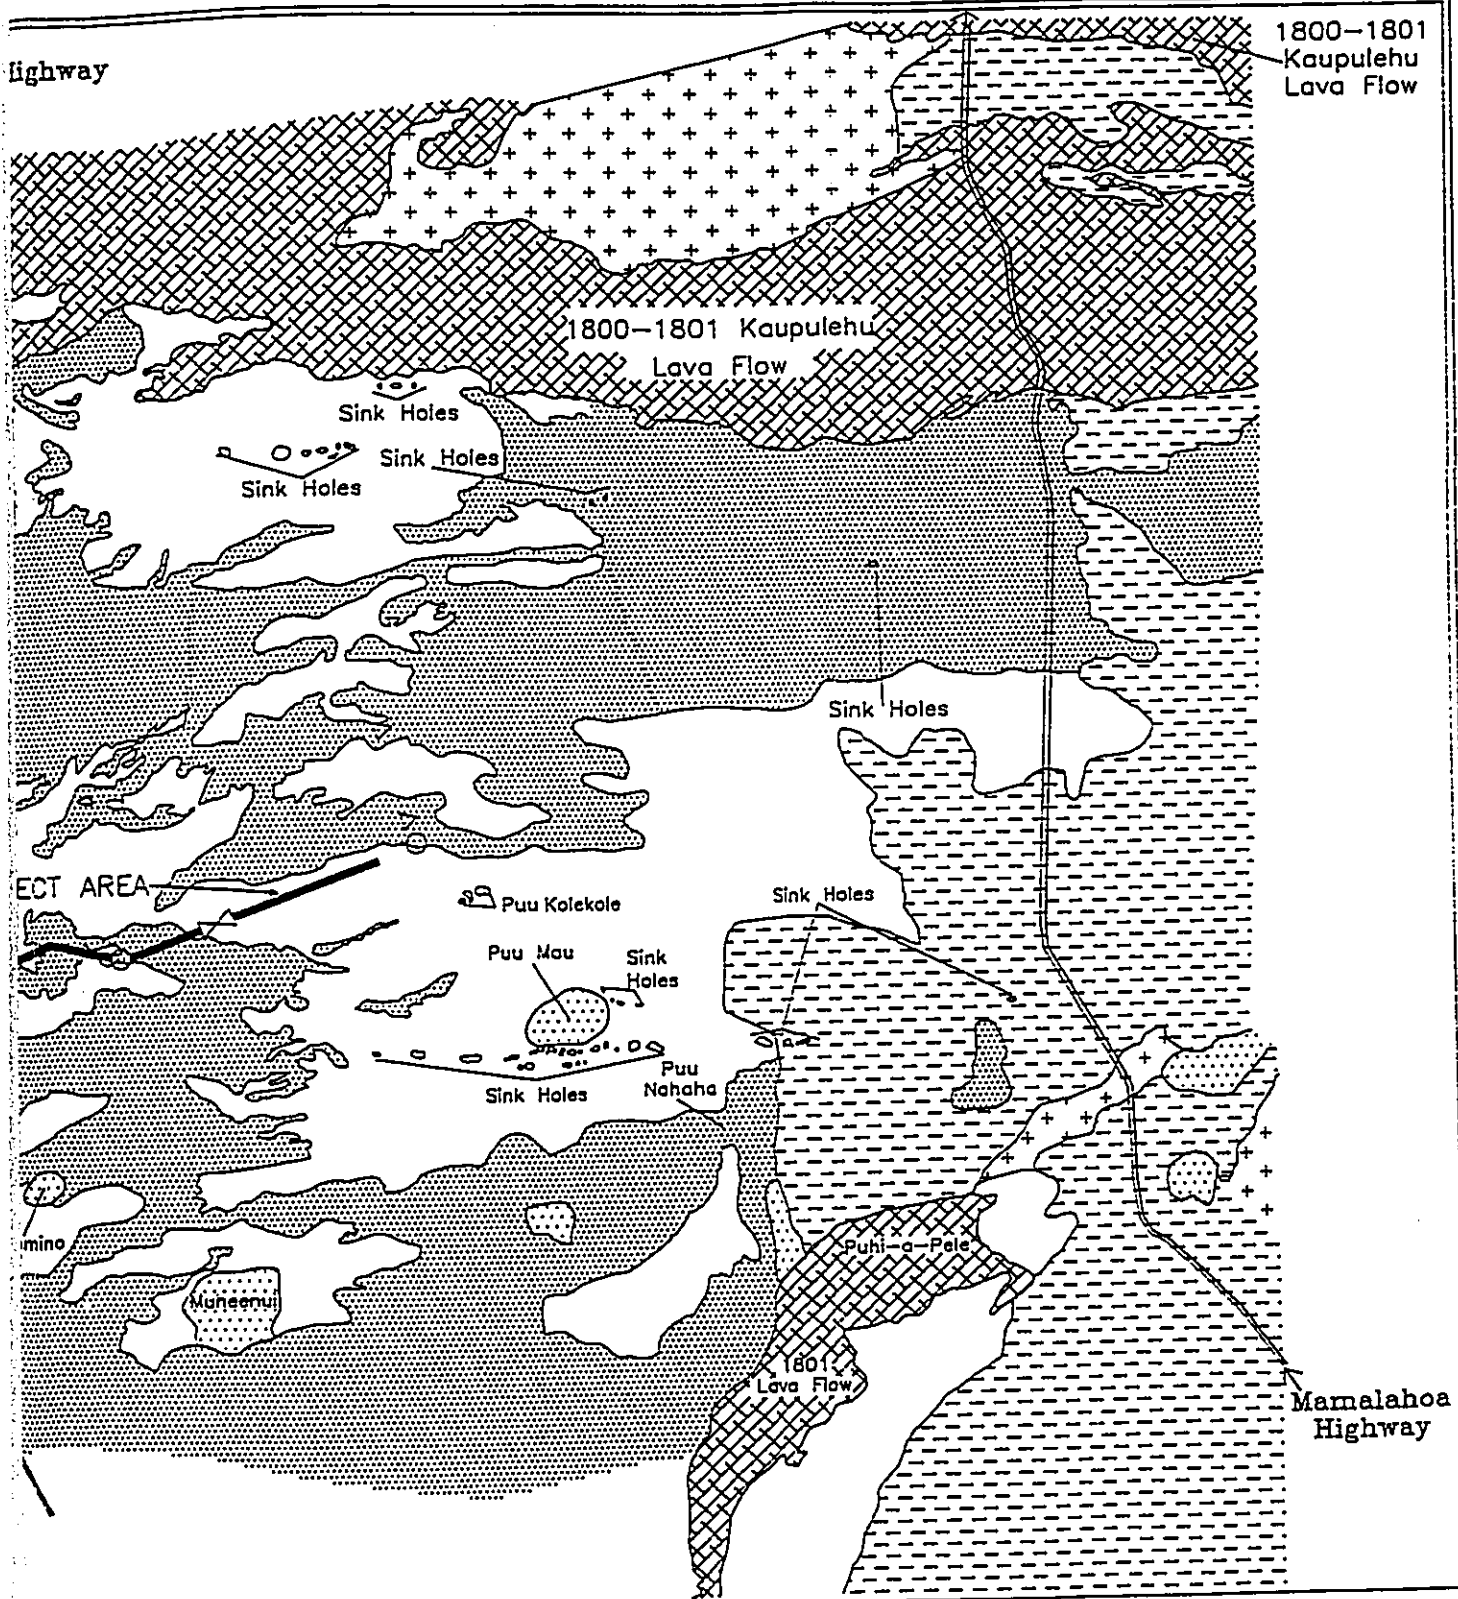 1800-1801
Kaupulehu
Lava Flow
lighway
1800-1801 Kaupulehu
Lava Flow
Sink Holes
Sink Holes
Sink Holes
Sink Holes
ECT AREA
Puu Kolekole
Sink Holes
Puu Mau
Sink
Holes
Sink Holes
Puu
Nahaha
mino
Muneenui
Puhi-a-Pele
1801
Lava Flow
Mamalahoa
Highway